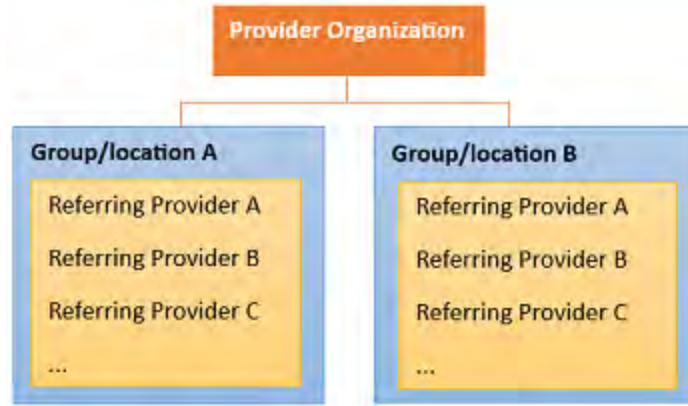 Provider Organization
Group/location A
Referring Provider A
Referring Provider B
Referring Provider C
...
Group/location B
Referring Provider A
Referring Provider B
Referring Provider C
...